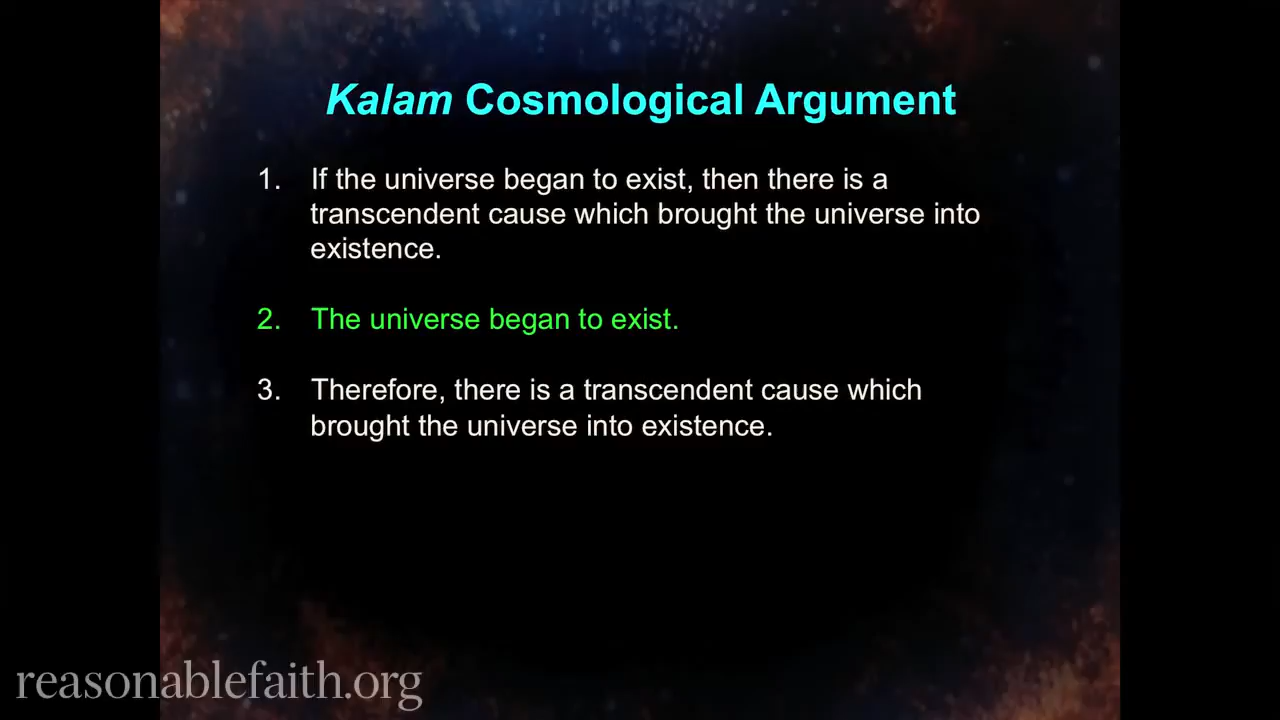 Kalam Cosmological Argument
1. If the universe began to exist, then there is a
transcendent cause which brought the universe into
existence.
2. The universe began to exist.
3. Therefore, there is a transcendent cause which
brought the universe into existence.
reasonablefaith.org